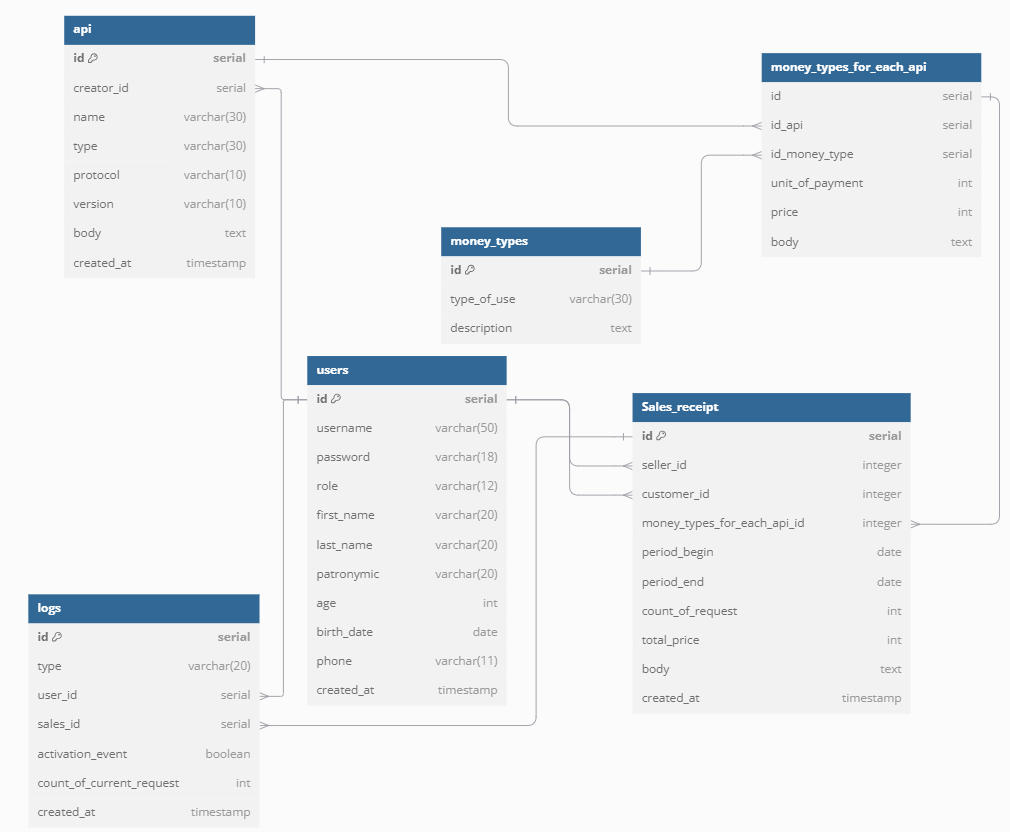 api
id serial
creator_id serial
name varchar(30)
type varchar(30)
protocol varchar(10)
version varchar(10)
body text
created_at timestamp
money_types_for_each_api
id serial
id_api serial
id_money_type serial
unit_of_payment int
price int
body text
money_types
id serial
type_of_use varchar(30)
description text
users
id serial
username varchar(50)
password varchar(18)
role varchar(12)
first_name varchar(20)
last_name varchar(20)
patronymic varchar(20)
age int
birth_date date
phone varchar(11)
created_at timestamp
Sales_receipt
id serial
seller_id integer
customer_id integer
money_types_for_each_api_id integer
period_begin date
period_end date
count_of_request int
total_price int
body text
created_at timestamp
logs
id serial
type varchar(20)
user_id serial
sales_id serial
activation_event boolean
count_of_current_request int
created_at timestamp